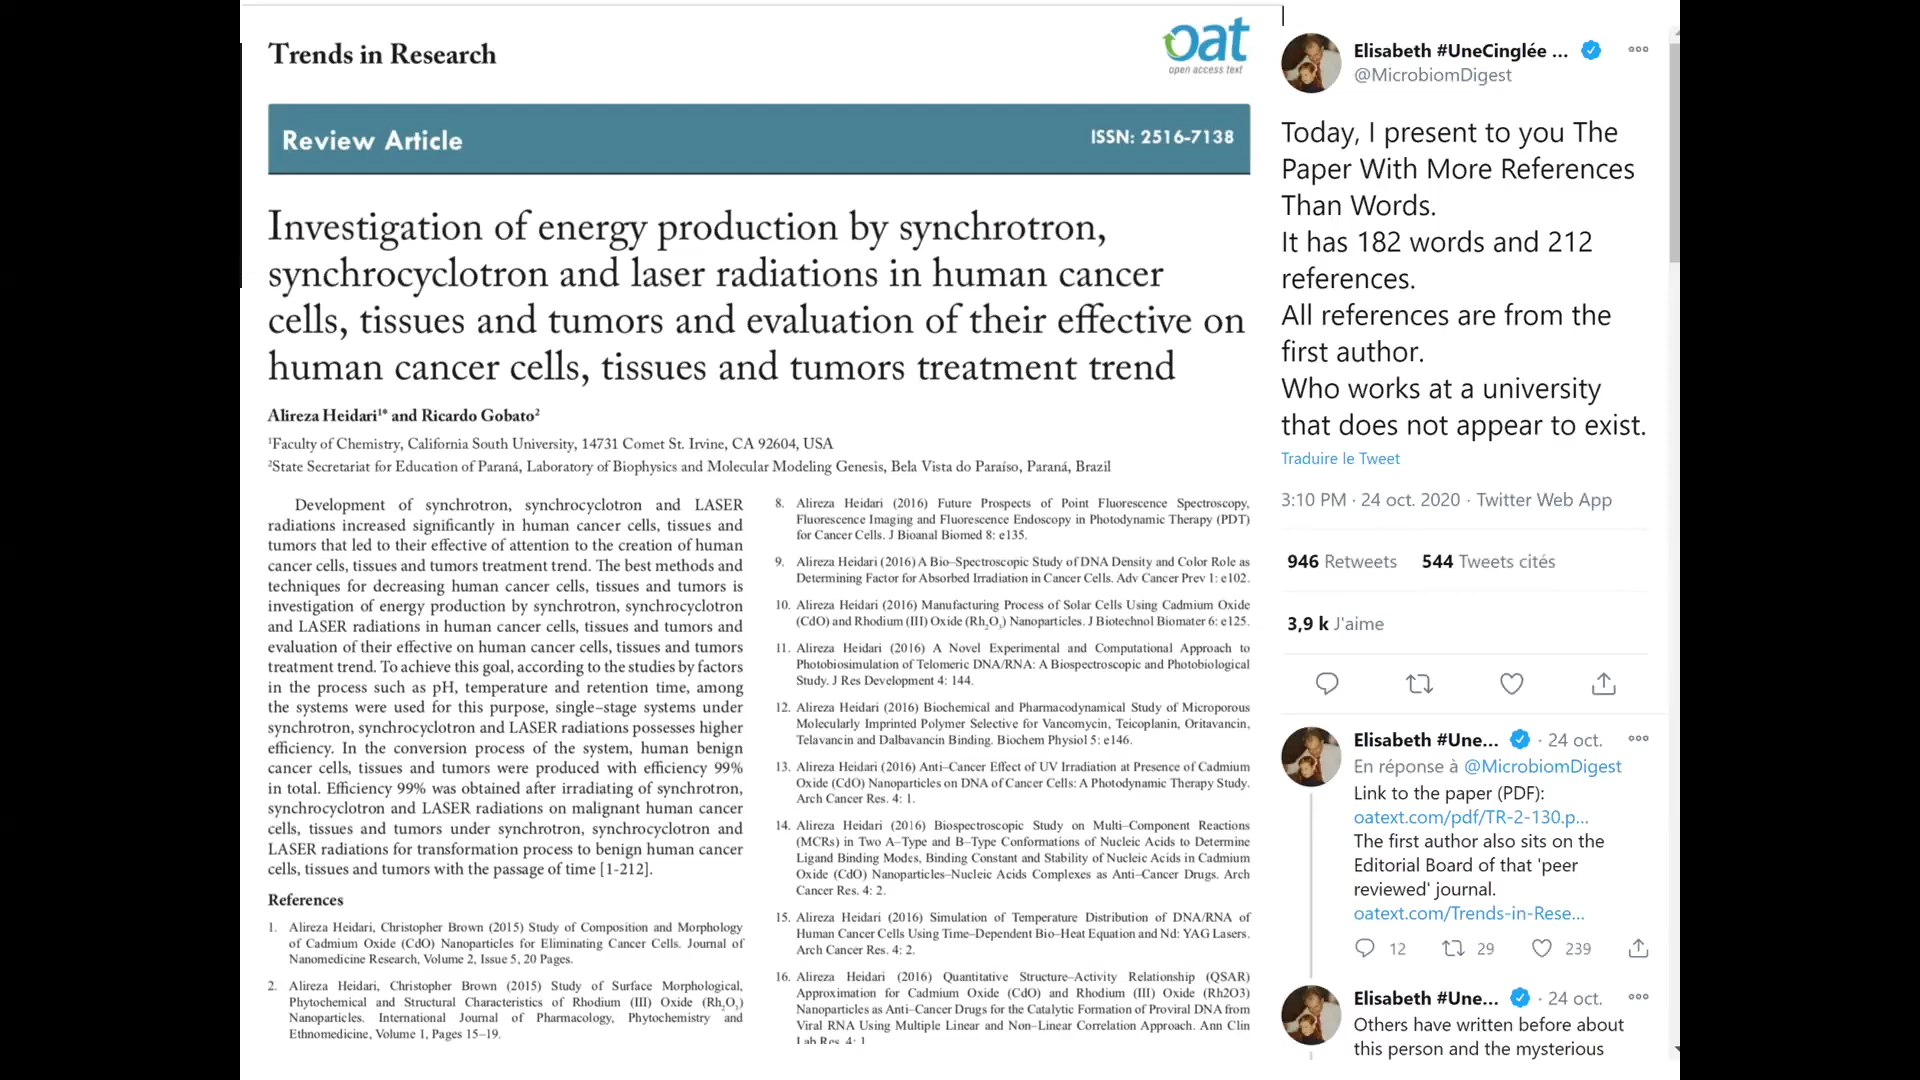 Trends in Research
oat
open access text
Review Article
ISSN: 2516-7138
Investigation of energy production by synchrotron,
synchrocyclotron and laser radiations in human cancer
cells, tissues and tumors and evaluation of their effective on
human cancer cells, tissues and tumors treatment trend
Alireza Heidari¹* and Ricardo Gobato²
¹Faculty of Chemistry, California South University, 14731 Comet St. Irvine, CA 92604, USA
²State Secretariat for Education of Paraná, Laboratory of Biophysics and Molecular Modeling Genesis, Bela Vista do Paraíso, Paraná, Brazil
Development of synchrotron, synchrocyclotron and LASER
radiations increased significantly in human cancer cells, tissues and
tumors that led to their effective of attention to the creation of human
cancer cells, tissues and tumors treatment trend. The best methods and
techniques for decreasing human cancer cells, tissues and tumors is
investigation of energy production by synchrotron, synchrocyclotron
and LASER radiations in human cancer cells, tissues and tumors and
evaluation of their effective on human cancer cells, tissues and tumors
treatment trend. To achieve this goal, according to the studies by factors
in the process such as pH, temperature and retention time, among
the systems were used for this purpose, single–stage systems under
synchrotron, synchrocyclotron and LASER radiations possesses higher
efficiency. In the conversion process of the system, human benign
cancer cells, tissues and tumors were produced with efficiency 99%
in total. Efficiency 99% was obtained after irradiating of synchrotron,
synchrocyclotron and LASER radiations on malignant human cancer
cells, tissues and tumors under synchrotron, synchrocyclotron and
LASER radiations for transformation process to benign human cancer
cells, tissues and tumors with the passage of time [1-212].
References
1. Alireza Heidari, Christopher Brown (2015) Study of Composition and Morphology
of Cadmium Oxide (CdO) Nanoparticles for Eliminating Cancer Cells. Journal of
Nanomedicine Research, Volume 2, Issue 5, 20 Pages.
2. Alireza Heidari, Christopher Brown (2015) Study of Surface Morphological,
Phytochemical and Structural Characteristics of Rhodium (III) Oxide (Rh₂O₃)
Nanoparticles. International Journal of Pharmacology, Phytochemistry and
Ethnomedicine, Volume 1, Pages 15–19.
8. Alireza Heidari (2016) Future Prospects of Point Fluorescence Spectroscopy,
Fluorescence Imaging and Fluorescence Endoscopy in Photodynamic Therapy (PDT)
for Cancer Cells. J Bioanal Biomed 8: e135.
9. Alireza Heidari (2016) A Bio–Spectroscopic Study of DNA Density and Color Role as
Determining Factor for Absorbed Irradiation in Cancer Cells. Adv Cancer Prev 1: e102.
10. Alireza Heidari (2016) Manufacturing Process of Solar Cells Using Cadmium Oxide
(CdO) and Rhodium (III) Oxide (Rh₂O₃) Nanoparticles. J Biotechnol Biomater 6: e125.
11. Alireza Heidari (2016) A Novel Experimental and Computational Approach to
Photobiosimulation of Telomeric DNA/RNA: A Biospectroscopic and Photobiological
Study. J Res Development 4: 144.
12. Alireza Heidari (2016) Biochemical and Pharmacodynamical Study of Microporous
Molecularly Imprinted Polymer Selective for Vancomycin, Teicoplanin, Oritavancin,
Telavancin and Dalbavancin Binding. Biochem Physiol 5: e146.
13. Alireza Heidari (2016) Anti–Cancer Effect of UV Irradiation at Presence of Cadmium
Oxide (CdO) Nanoparticles on DNA of Cancer Cells: A Photodynamic Therapy Study.
Arch Cancer Res. 4: 1.
14. Alireza Heidari (2016) Biospectroscopic Study on Multi–Component Reactions
(MCRs) in Two A–Type and B–Type Conformations of Nucleic Acids to Determine
Ligand Binding Modes, Binding Constant and Stability of Nucleic Acids in Cadmium
Oxide (CdO) Nanoparticles–Nucleic Acids Complexes as Anti–Cancer Drugs. Arch
Cancer Res. 4: 2.
15. Alireza Heidari (2016) Simulation of Temperature Distribution of DNA/RNA of
Human Cancer Cells Using Time–Dependent Bio–Heat Equation and Nd: YAG Lasers.
Arch Cancer Res. 4: 2.
16. Alireza Heidari (2016) Quantitative Structure–Activity Relationship (QSAR)
Approximation for Cadmium Oxide (CdO) and Rhodium (III) Oxide (Rh2O3)
Nanoparticles as Anti–Cancer Drugs for the Catalytic Formation of Proviral DNA from
Viral RNA Using Multiple Linear and Non–Linear Correlation Approach. Ann Clin
Lab Res. 4: 1
Elisabeth #UneCinglée ...
@MicrobiomDigest
Today, I present to you The
Paper With More References
Than Words.
It has 182 words and 212
references.
All references are from the
first author.
Who works at a university
that does not appear to exist.
Traduire le Tweet
3:10 PM · 24 oct. 2020 · Twitter Web App
946 Retweets 544 Tweets cités
3,9 k J'aime
Elisabeth #Une... · 24 oct.
En réponse à @MicrobiomDigest
Link to the paper (PDF):
oatext.com/pdf/TR-2-130.p...
The first author also sits on the
Editorial Board of that 'peer
reviewed' journal.
oatext.com/Trends-in-Rese...
12 29 239
Elisabeth #Une... · 24 oct.
Others have written before about
this person and the mysterious